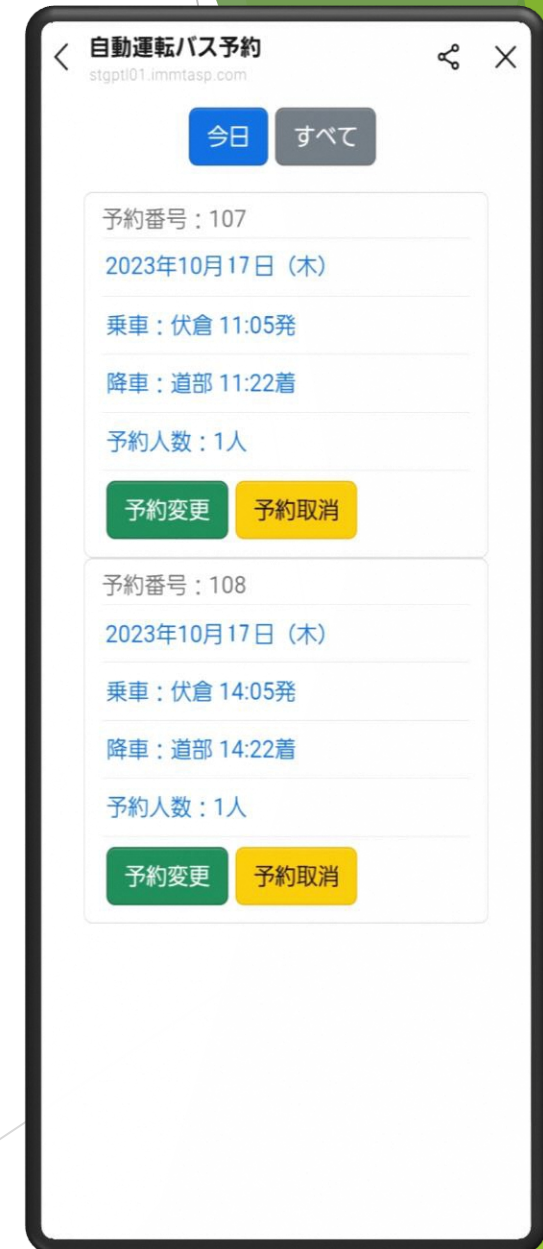 自動運転バス予約
stgptl01.immtasp.com
今日 すべて
予約番号：107
2023年10月17日（木）
乗車：伏倉 11:05発
降車：道部 11:22着
予約人数：1人
予約変更 予約取消
予約番号：108
2023年10月17日（木）
乗車：伏倉 14:05発
降車：道部 14:22着
予約人数：1人
予約変更 予約取消